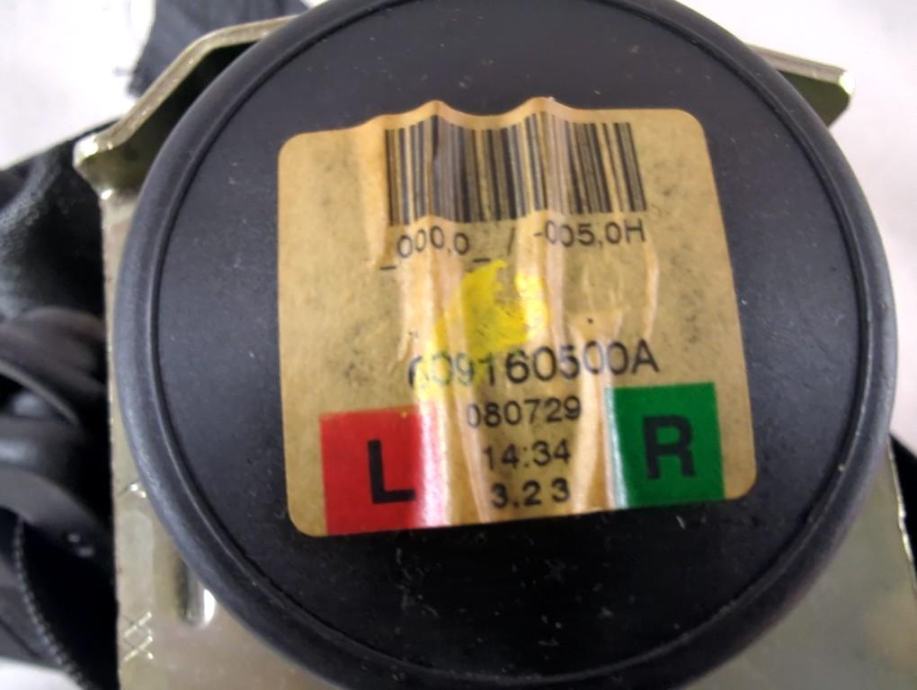 _000,0_ / -005,0H
609160500A
080729
L
14:34
R
3.23